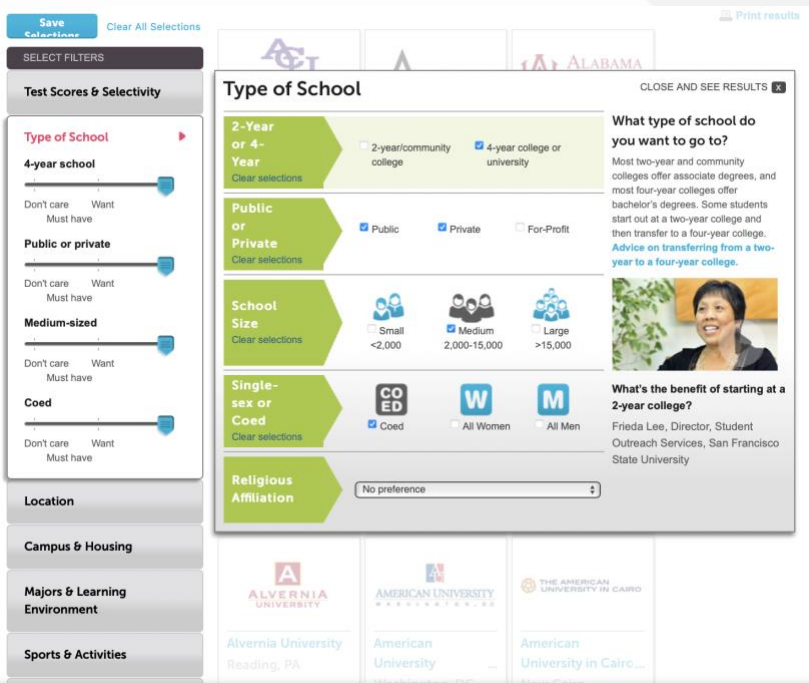 Save
Selections
Clear All Selections
Print results
SELECT FILTERS
Test Scores & Selectivity
Type of School
4-year school
Don't care Want
Must have
Public or private
Don't care Want
Must have
Medium-sized
Don't care Want
Must have
Coed
Don't care Want
Must have
Location
Campus & Housing
Majors & Learning
Environment
Sports & Activities
ACU
A
ALABAMA
Type of School
CLOSE AND SEE RESULTS X
2-Year
or 4-
Year
Clear selections
2-year/community
college
4-year college or
university
Public
or
Private
Clear selections
Public
Private
For-Profit
School
Size
Clear selections
Small
<2,000
Medium
2,000-15,000
Large
>15,000
Single-
sex or
Coed
Clear selections
CO
ED
Coed
W
All Women
M
All Men
Religious
Affiliation
No preference
What type of school do
you want to go to?
Most two-year and community
colleges offer associate degrees, and
most four-year colleges offer
bachelor's degrees. Some students
start out at a two-year college and
then transfer to a four-year college.
Advice on transferring from a two-
year to a four-year college.
What's the benefit of starting at a
2-year college?
Frieda Lee, Director, Student
Outreach Services, San Francisco
State University
A
ALVERNIA
UNIVERSITY
Alvernia University
Reading, PA
AMERICAN UNIVERSITY
WASHINGTON, DC
American
University ...
Washington, DC
THE AMERICAN
UNIVERSITY IN CAIRO
American
University in Cairo...
New Cairo